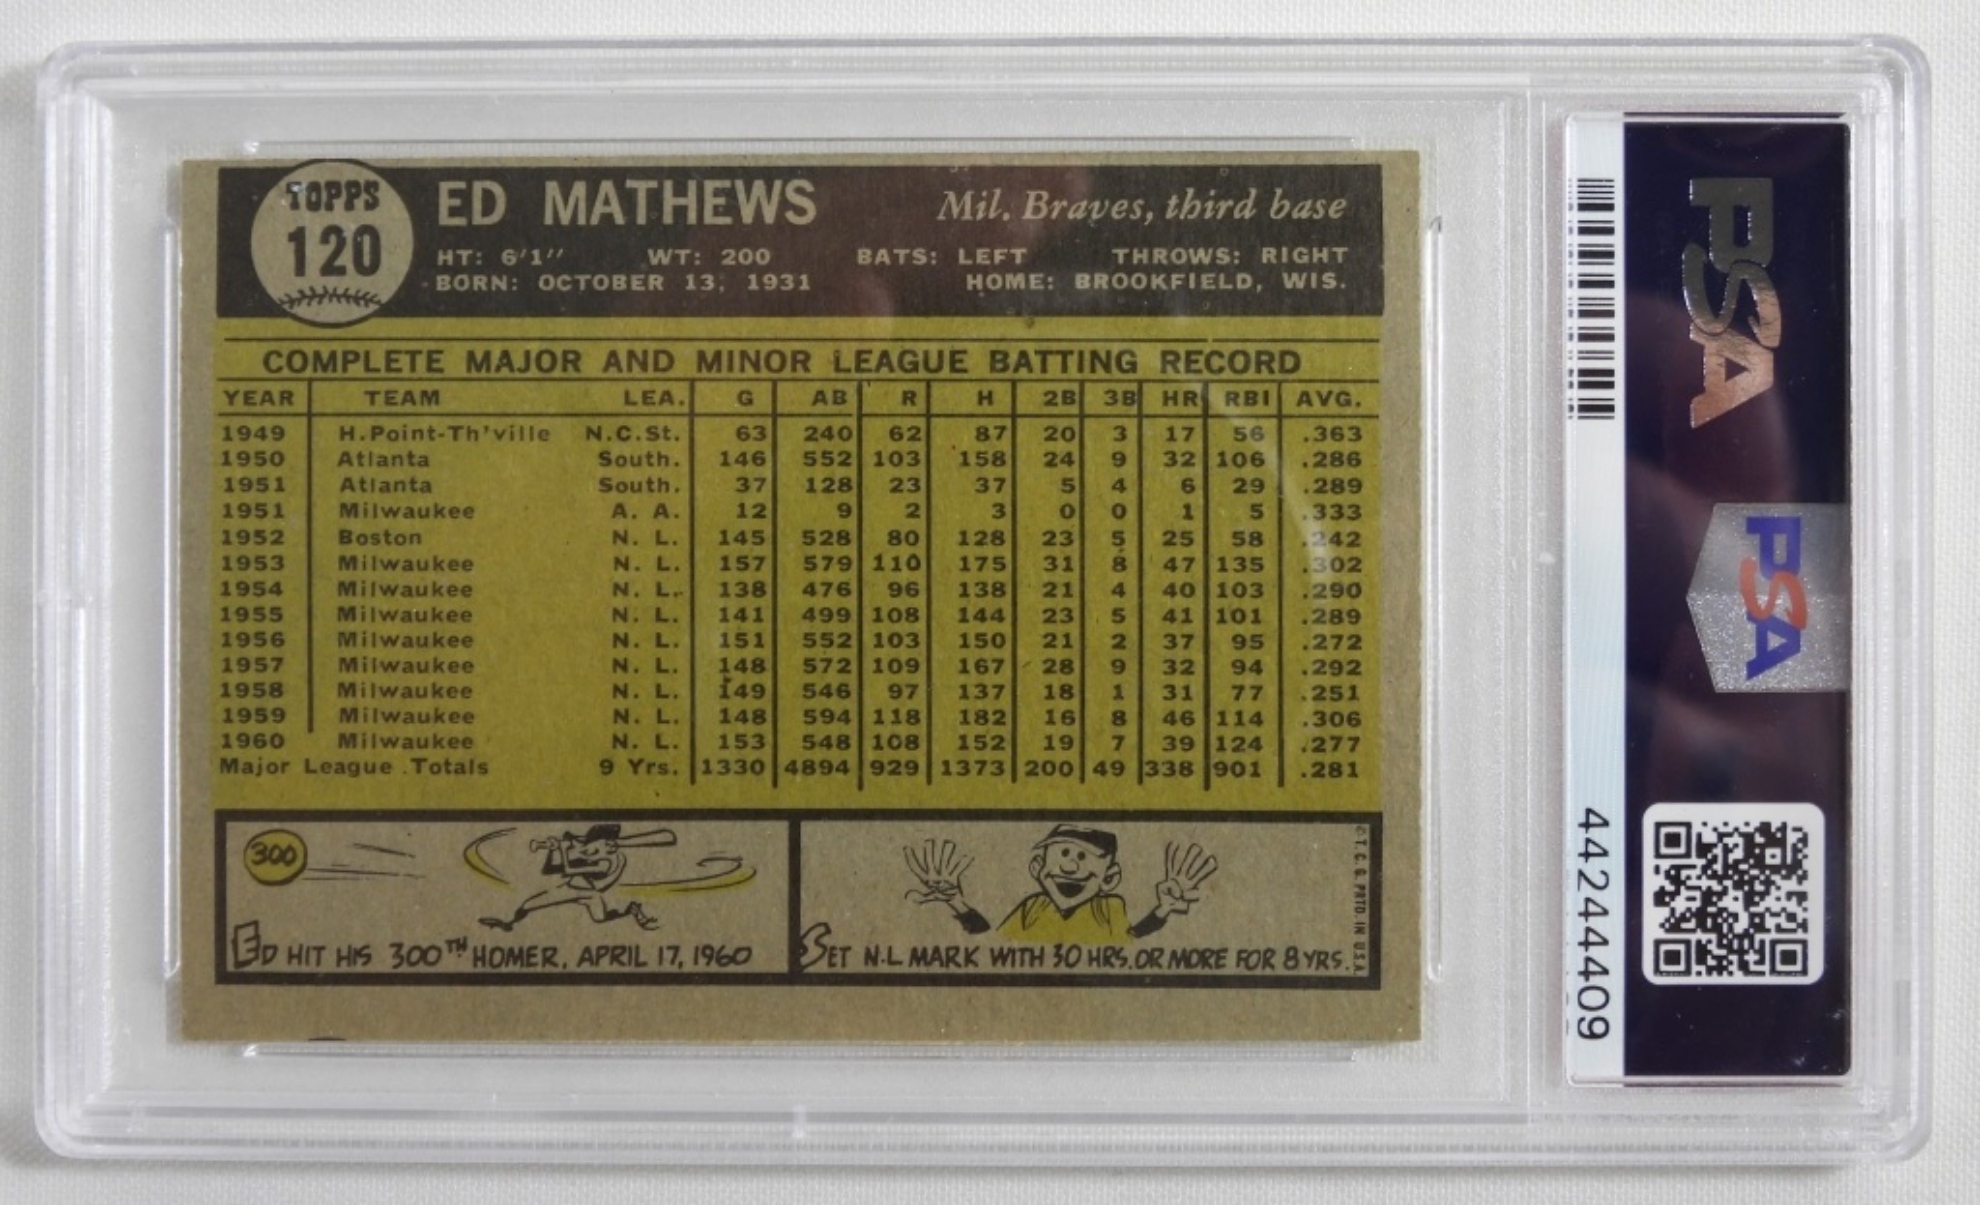 TOPPS
120
ED MATHEWS Mil. Braves, third base
HT: 6'1" WT: 200 BATS: LEFT THROWS: RIGHT
BORN: OCTOBER 13, 1931 HOME: BROOKFIELD, WIS.
COMPLETE MAJOR AND MINOR LEAGUE BATTING RECORD
YEAR TEAM LEA. G AB R H 2B 3B HR RBI AVG.
1949 H.Point-Th'ville N.C.St. 63 240 62 87 20 3 17 56 .363
1950 Atlanta South. 146 552 103 158 24 9 32 106 .286
1951 Atlanta South. 37 128 23 37 5 4 6 29 .289
1951 Milwaukee A. A. 12 9 2 3 0 0 1 5 .333
1952 Boston N. L. 145 528 80 128 23 5 25 58 .242
1953 Milwaukee N. L. 157 579 110 175 31 8 47 135 .302
1954 Milwaukee N. L. 138 476 96 138 21 4 40 103 .290
1955 Milwaukee N. L. 141 499 108 144 23 5 41 101 .289
1956 Milwaukee N. L. 151 552 103 150 21 2 37 95 .272
1957 Milwaukee N. L. 148 572 109 167 28 9 32 94 .292
1958 Milwaukee N. L. 149 546 97 137 18 1 31 77 .251
1959 Milwaukee N. L. 148 594 118 182 16 8 46 114 .306
1960 Milwaukee N. L. 153 548 108 152 19 7 39 124 .277
Major League Totals 9 Yrs. 1330 4894 929 1373 200 49 338 901 .281
300
ED HIT HIS 300TH HOMER, APRIL 17, 1960
SET N.L MARK WITH 30 HRS. OR MORE FOR 8 YRS.
© T. C. G. PRTD. IN U.S.A.
PSA
PSA
44244409